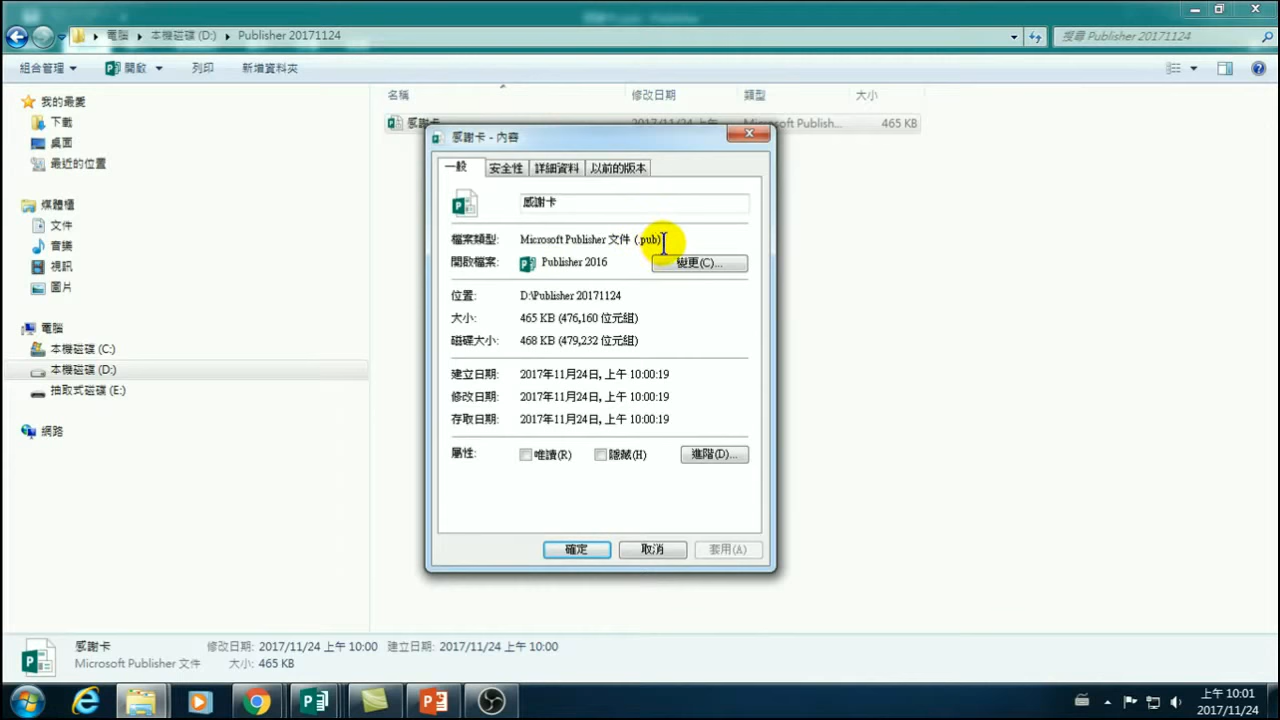 電腦 ▸ 本機磁碟 (D:) ▸ Publisher 20171124
搜尋 Publisher 20171124
組合管理 開啟 列印 新增資料夾
我的最愛
下載
桌面
最近的位置
媒體櫃
文件
音樂
視訊
圖片
電腦
本機磁碟 (C:)
本機磁碟 (D:)
抽取式磁碟 (E:)
網路
名稱 修改日期 類型 大小
感謝卡 2017/11/24 上午 Microsoft Publish... 465 KB
感謝卡 - 內容
一般 安全性 詳細資料 以前的版本
感謝卡
檔案類型: Microsoft Publisher 文件 (.pub)
開啟檔案: Publisher 2016 變更(C)...
位置: D:\Publisher 20171124
大小: 465 KB (476,160 位元組)
磁碟大小: 468 KB (479,232 位元組)
建立日期: 2017年11月24日, 上午 10:00:19
修改日期: 2017年11月24日, 上午 10:00:19
存取日期: 2017年11月24日, 上午 10:00:19
屬性: 唯讀(R) 隱藏(H) 進階(D)...
確定 取消 套用(A)
感謝卡 修改日期: 2017/11/24 上午 10:00 建立日期: 2017/11/24 上午 10:00
Microsoft Publisher 文件 大小: 465 KB
上午 10:01
2017/11/24